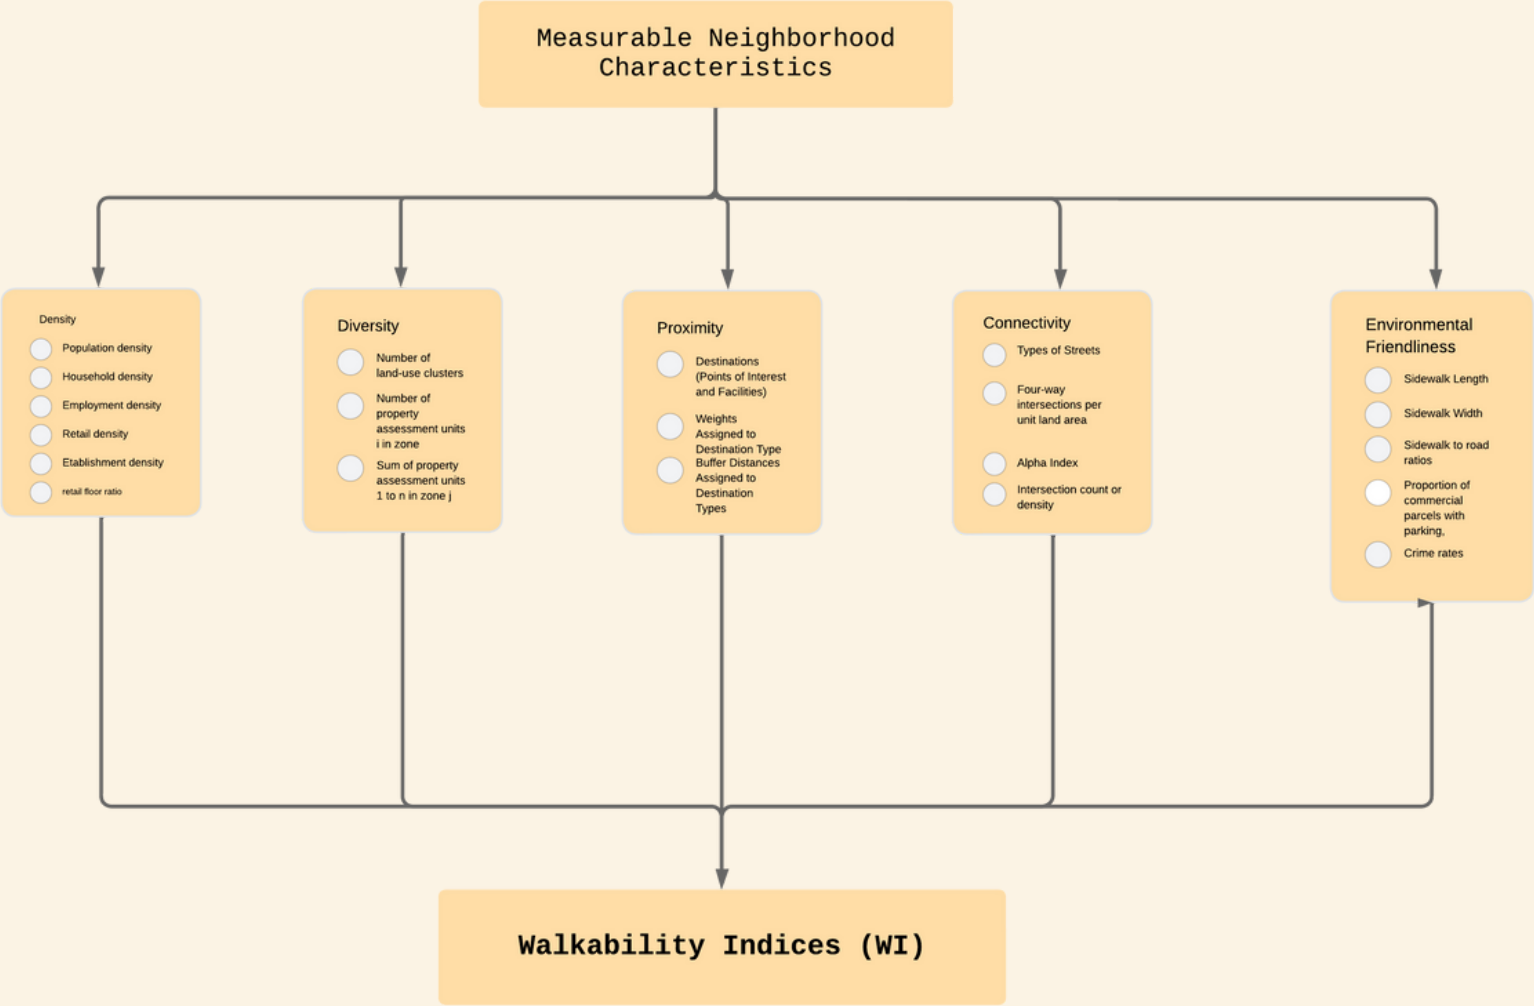 Measurable Neighborhood
Characteristics
Density
Population density
Household density
Employment density
Retail density
Etablishment density
retail floor ratio
Diversity
Number of
land-use clusters
Number of
property
assessment units
i in zone
Sum of property
assessment units
1 to n in zone j
Proximity
Destinations
(Points of Interest
and Facilities)
Weights
Assigned to
Destination Type
Buffer Distances
Assigned to
Destination
Types
Connectivity
Types of Streets
Four-way
intersections per
unit land area
Alpha Index
Intersection count or
density
Environmental
Friendliness
Sidewalk Length
Sidewalk Width
Sidewalk to road
ratios
Proportion of
commercial
parcels with
parking,
Crime rates
Walkability Indices (WI)